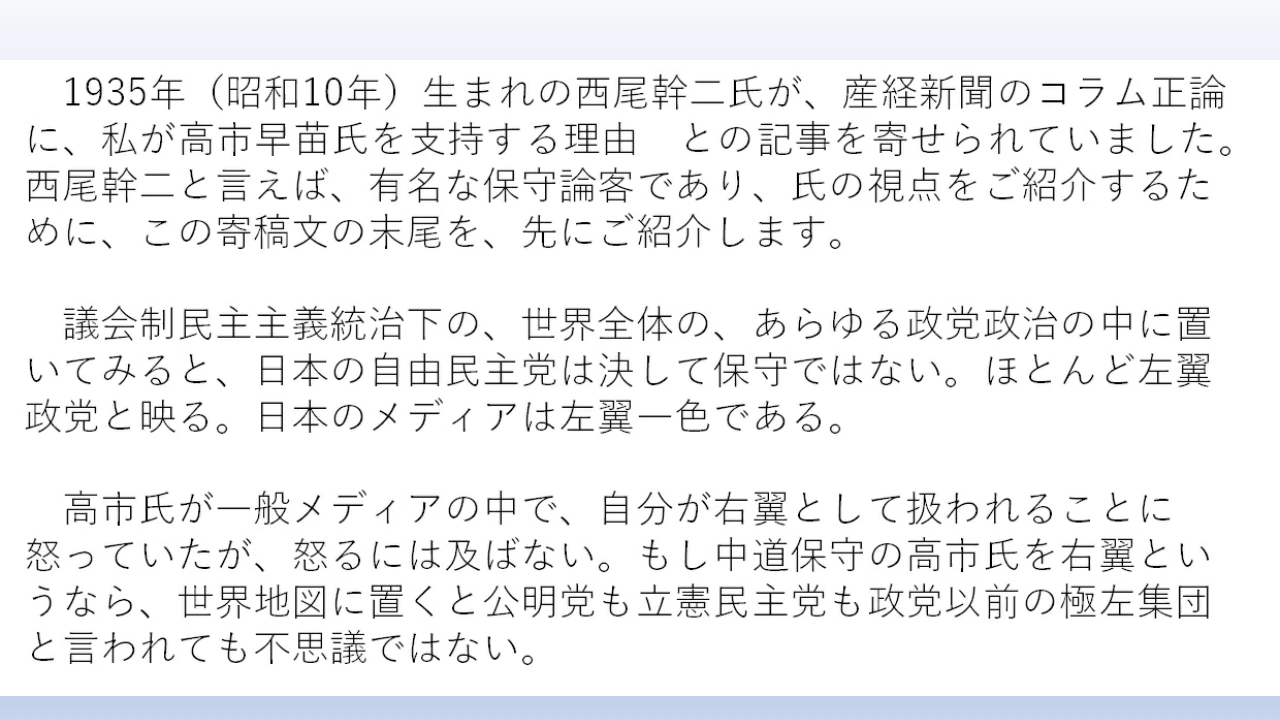 1935年（昭和10年）生まれの西尾幹二氏が、産経新聞のコラム正論
に、私が高市早苗氏を支持する理由　との記事を寄せられていました。
西尾幹二と言えば、有名な保守論客であり、氏の視点をご紹介するた
めに、この寄稿文の末尾を、先にご紹介します。
　議会制民主主義統治下の、世界全体の、あらゆる政党政治の中に置
いてみると、日本の自由民主党は決して保守ではない。ほとんど左翼
政党と映る。日本のメディアは左翼一色である。
　高市氏が一般メディアの中で、自分が右翼として扱われることに
怒っていたが、怒るには及ばない。もし中道保守の高市氏を右翼とい
うなら、世界地図に置くと公明党も立憲民主党も政党以前の極左集団
と言われても不思議ではない。